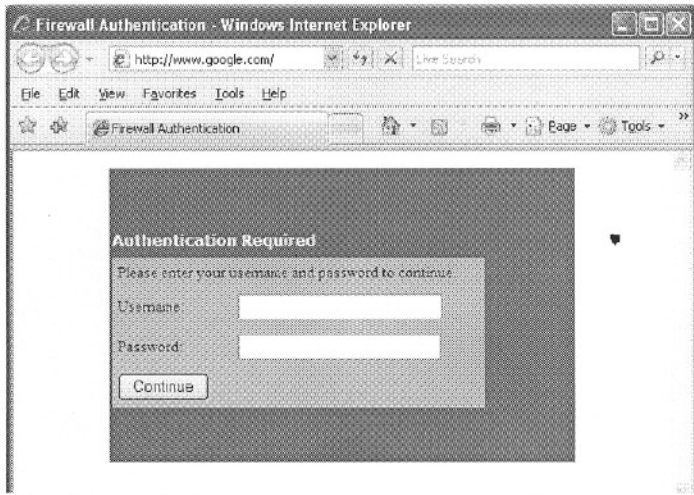 Firewall Authentication - Windows Internet Explorer
http://www.google.com/
Live Search
File Edit View Favorites Tools Help
Firewall Authentication
Page Tools
Authentication Required
Please enter your username and password to continue
Username:
Password:
Continue